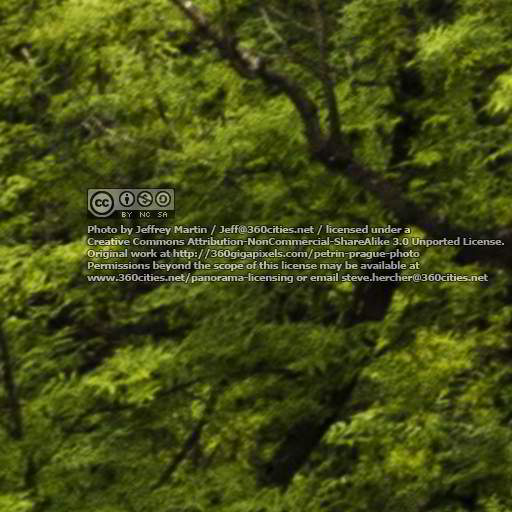 cc
BY NC SA
Photo by Jeffrey Martin / Jeff@360cities.net / licensed under a
Creative Commons Attribution-NonCommercial-ShareAlike 3.0 Unported License.
Original work at http://360gigapixels.com/petrin-prague-photo
Permissions beyond the scope of this license may be available at
www.360cities.net/panorama-licensing or email steve.hercher@360cities.net